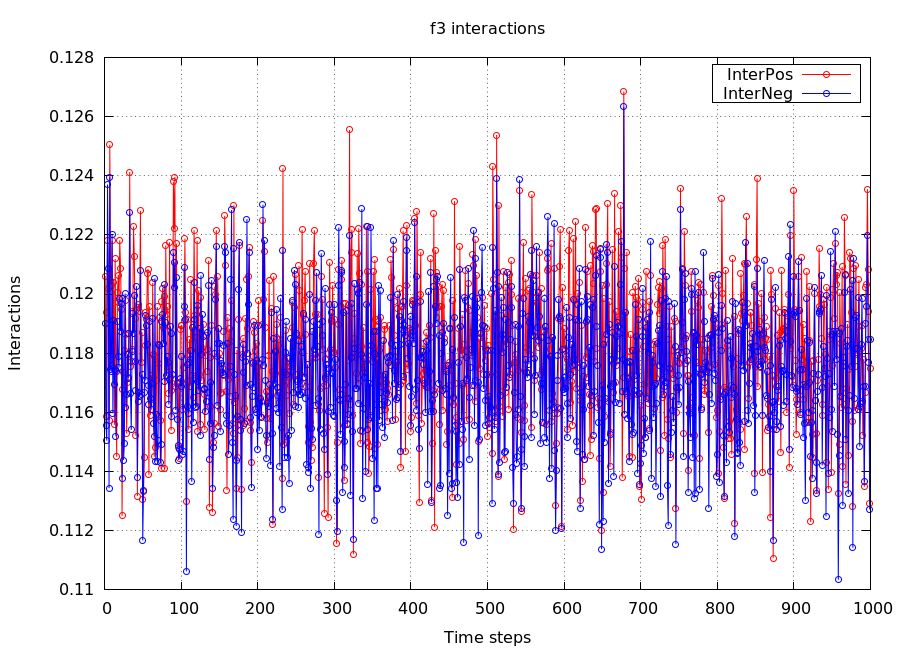 f3 interactions
0.128
0.126
0.124
0.122
0.12
0.118
0.116
0.114
0.112
0.11
Interactions
InterPos
InterNeg
0 100 200 300 400 500 600 700 800 900 1000
Time steps